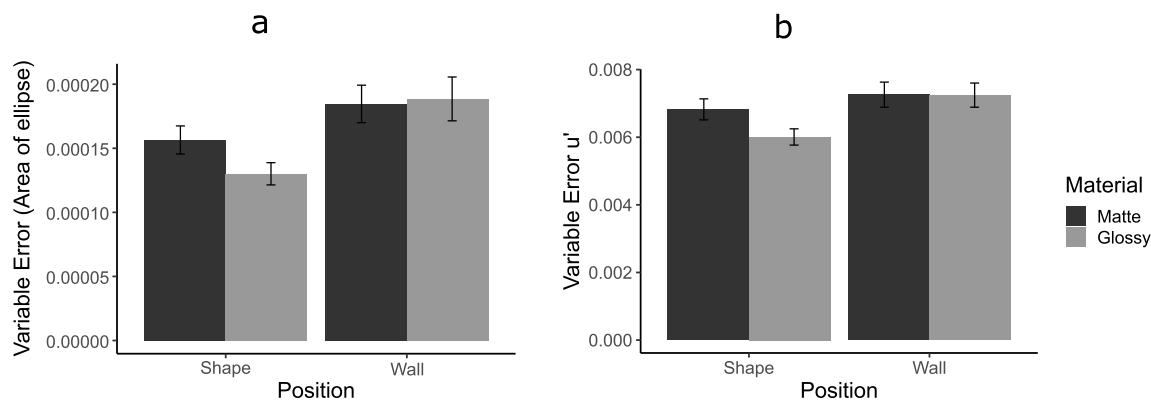 a
Variable Error (Area of ellipse)
0.00020
0.00015
0.00010
0.00005
0.00000
Shape
Wall
Position
b
Variable Error u'
0.008
0.006
0.004
0.002
0.000
Shape
Wall
Position
Material
Matte
Glossy